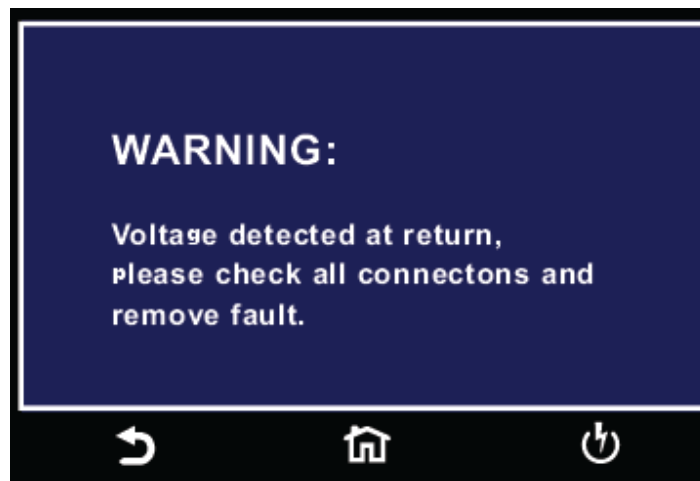 WARNING:
Voltage detected at return,
please check all connectons and
remove fault.